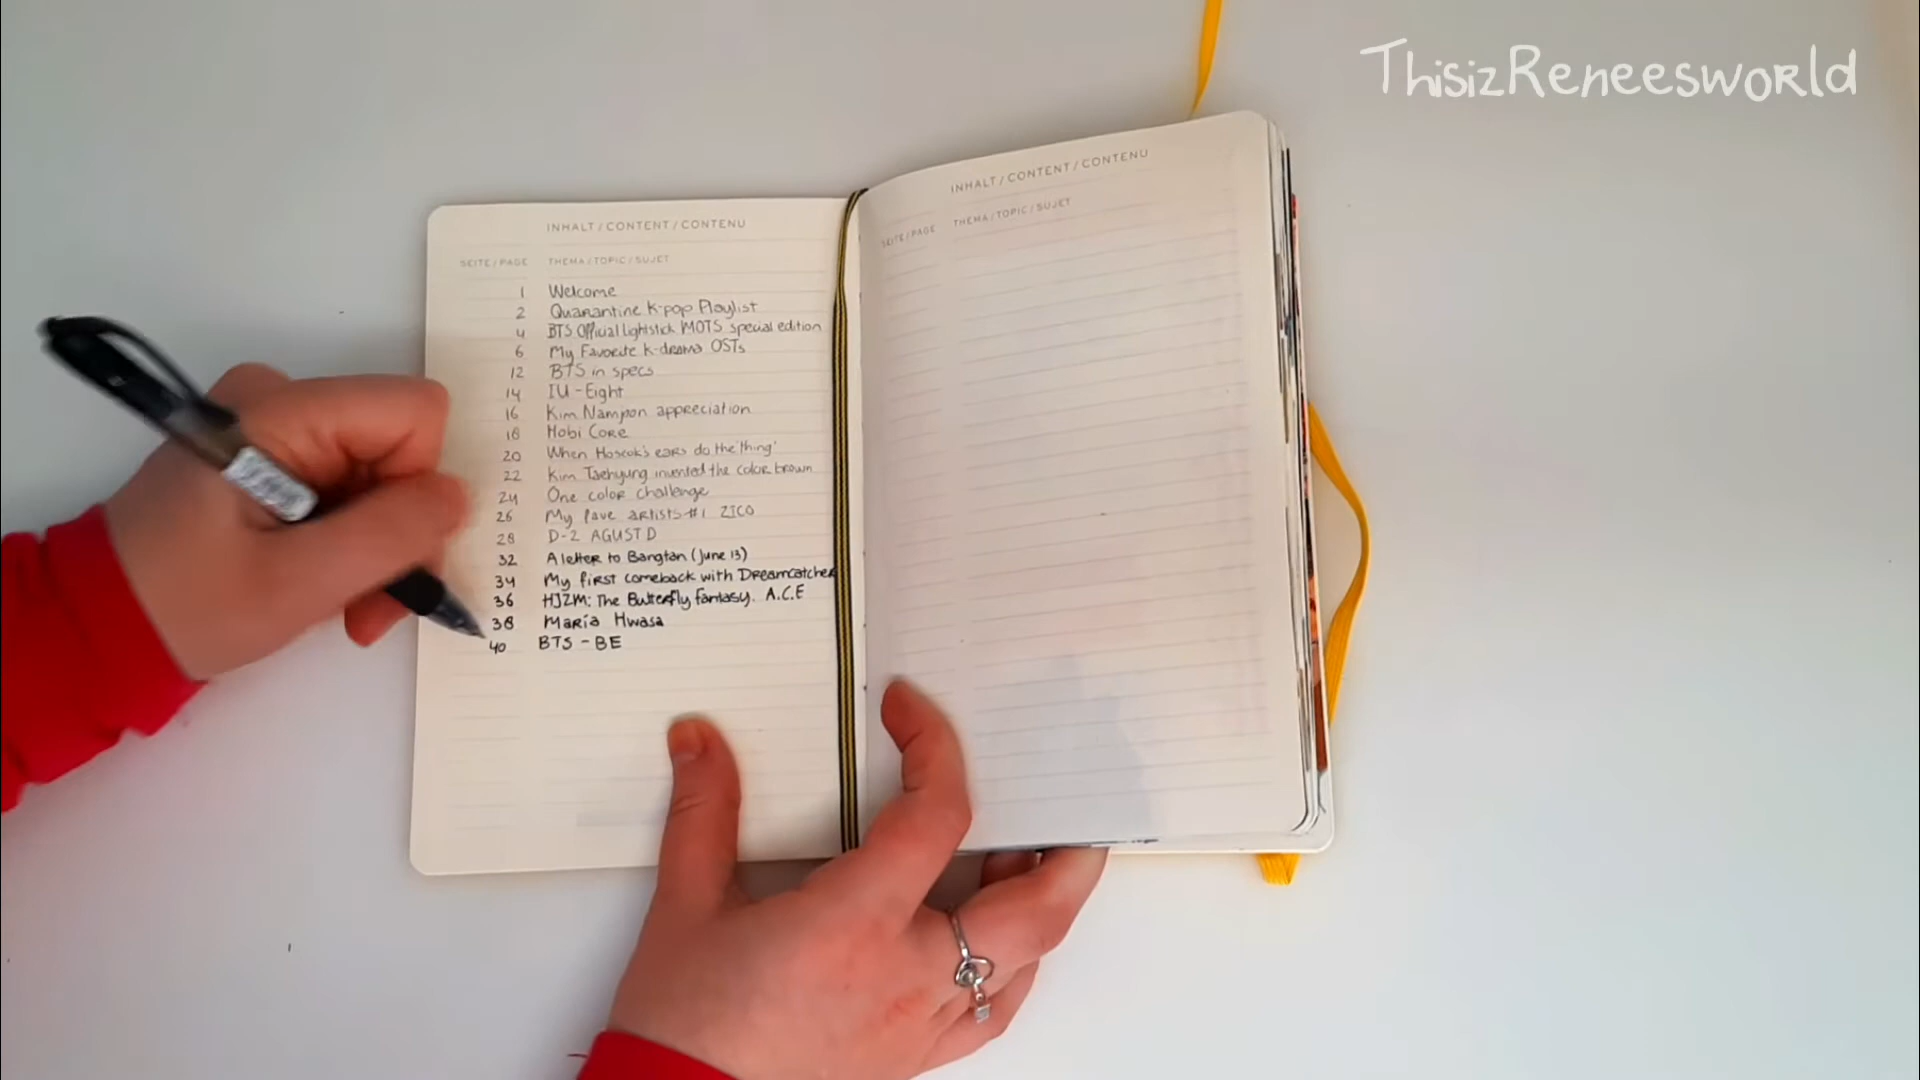 ThisizReneesworld
INHALT / CONTENT / CONTENU
SEITE / PAGE THEMA / TOPIC / SUJET
1 Welcome
2 Quarantine K-pop Playlist
4 BTS Official Lightstick MOTS special edition
6 My Favorite K-drama OSTs
12 BTS in specs
14 IU - Eight
16 Kim Namjoon appreciation
18 Hobi Core
20 When Hoseok's ears do the 'thing'
22 Kim Taehyung invented the color brown
24 One color challenge
26 My fave artists #1 ZICO
28 D-2 AGUST D
32 A letter to Bangtan (June 13)
34 My first comeback with Dreamcatcher
36 HJZM: The Butterfly fantasy. A.C.E
38 María Hwasa
40 BTS - BE
INHALT / CONTENT / CONTENU
SEITE / PAGE THEMA / TOPIC / SUJET